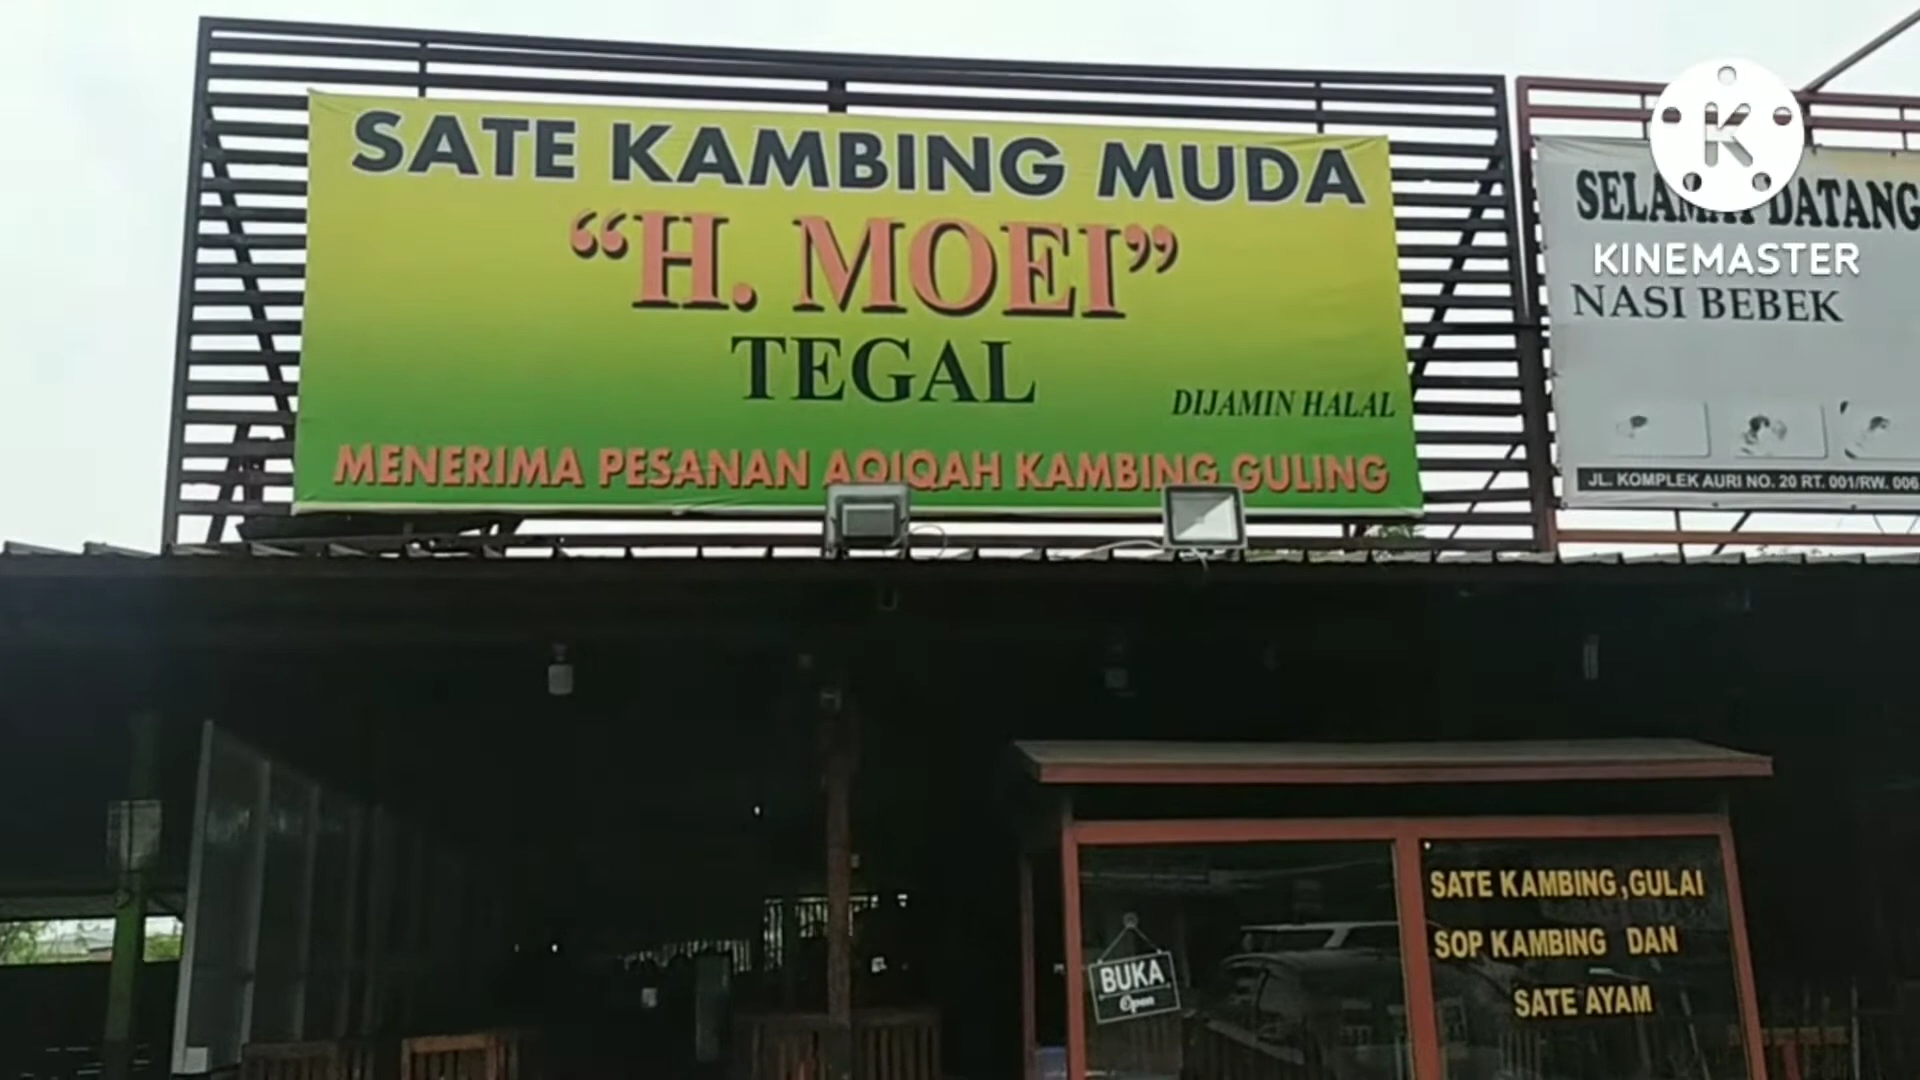 SATE KAMBING MUDA
“H. MOEI”
TEGAL
DIJAMIN HALAL
MENERIMA PESANAN AQIQAH KAMBING GULING
SELAMAT DATANG
KINEMASTER
NASI BEBEK
JL. KOMPLEK AURI NO. 20 RT. 001/RW. 006
SATE KAMBING, GULAI
SOP KAMBING DAN
SATE AYAM
BUKA
Open